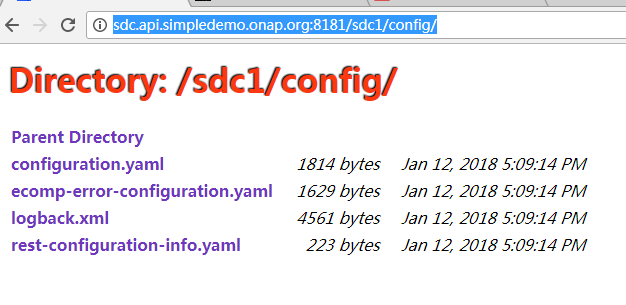 sdc.api.simpledemo.onap.org:8181/sdc1/config/
Directory: /sdc1/config/
Parent Directory
configuration.yaml 1814 bytes Jan 12, 2018 5:09:14 PM
ecomp-error-configuration.yaml 1629 bytes Jan 12, 2018 5:09:14 PM
logback.xml 4561 bytes Jan 12, 2018 5:09:14 PM
rest-configuration-info.yaml 223 bytes Jan 12, 2018 5:09:14 PM